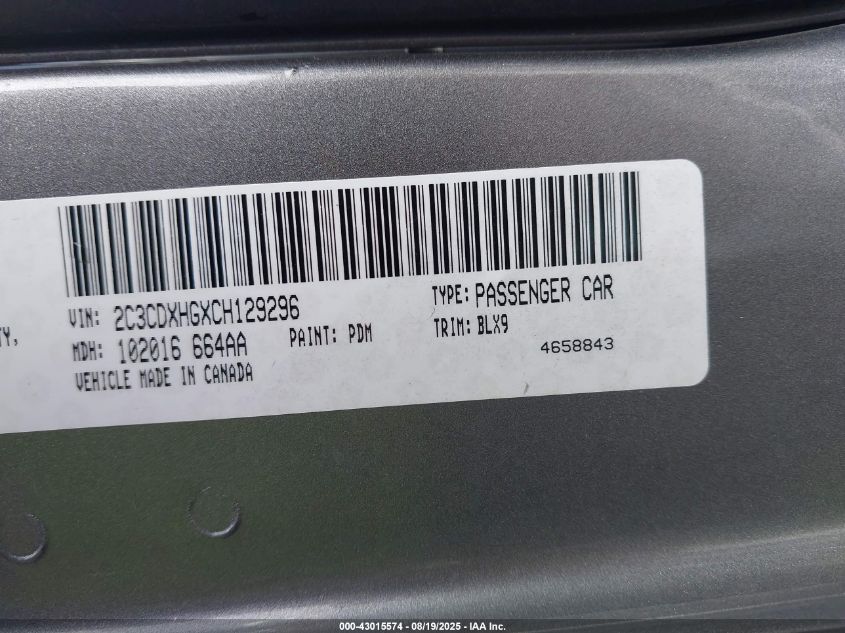 VIN: 2C3CDXHGXCH129296
TYPE: PASSENGER CAR
TY,
MDH: 102016 664AA
PAINT: PDM
TRIM: BLX9
4658843
VEHICLE MADE IN CANADA
000-43015574 - 08/19/2025 - IAA Inc.